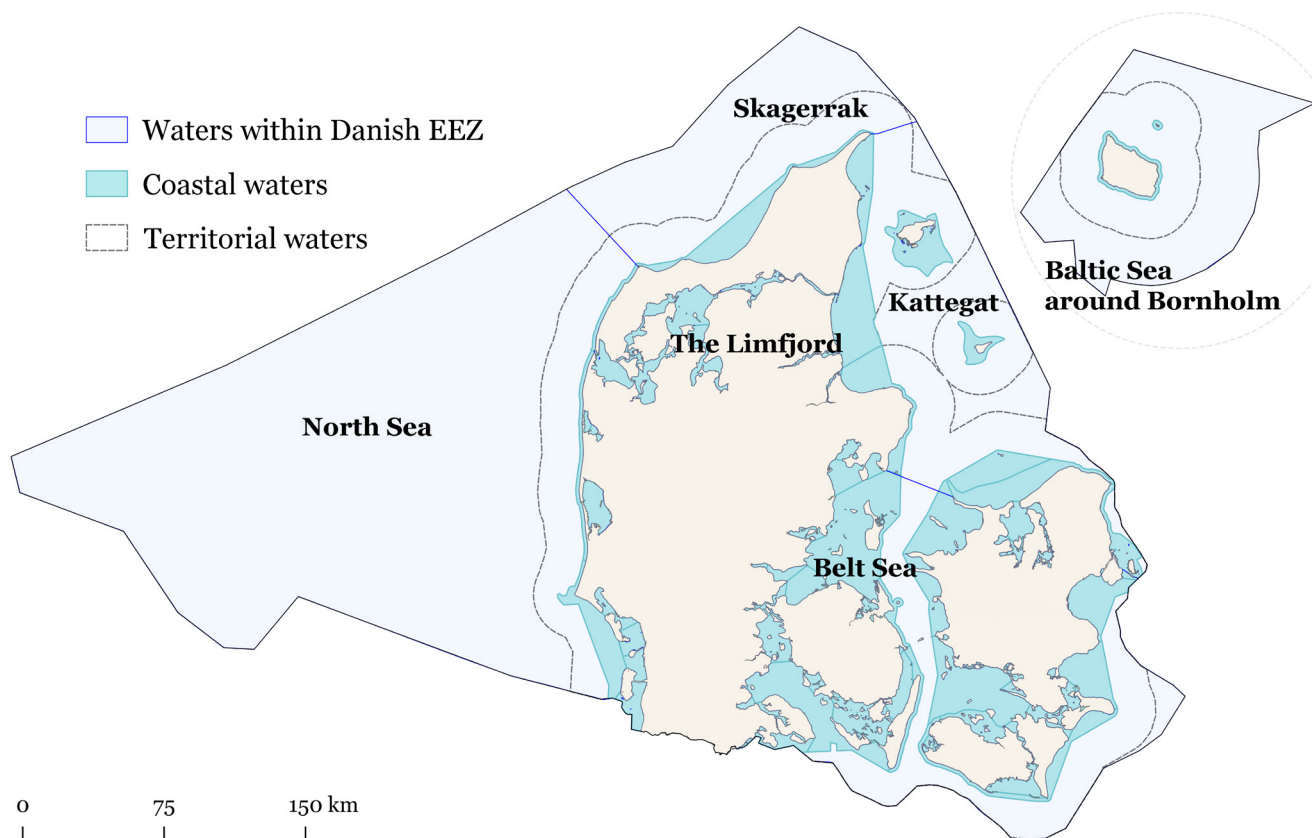 Skagerrak
Waters within Danish EEZ
Coastal waters
Territorial waters
Baltic Sea
around Bornholm
Kattegat
The Limfjord
North Sea
Belt Sea
0 75 150 km